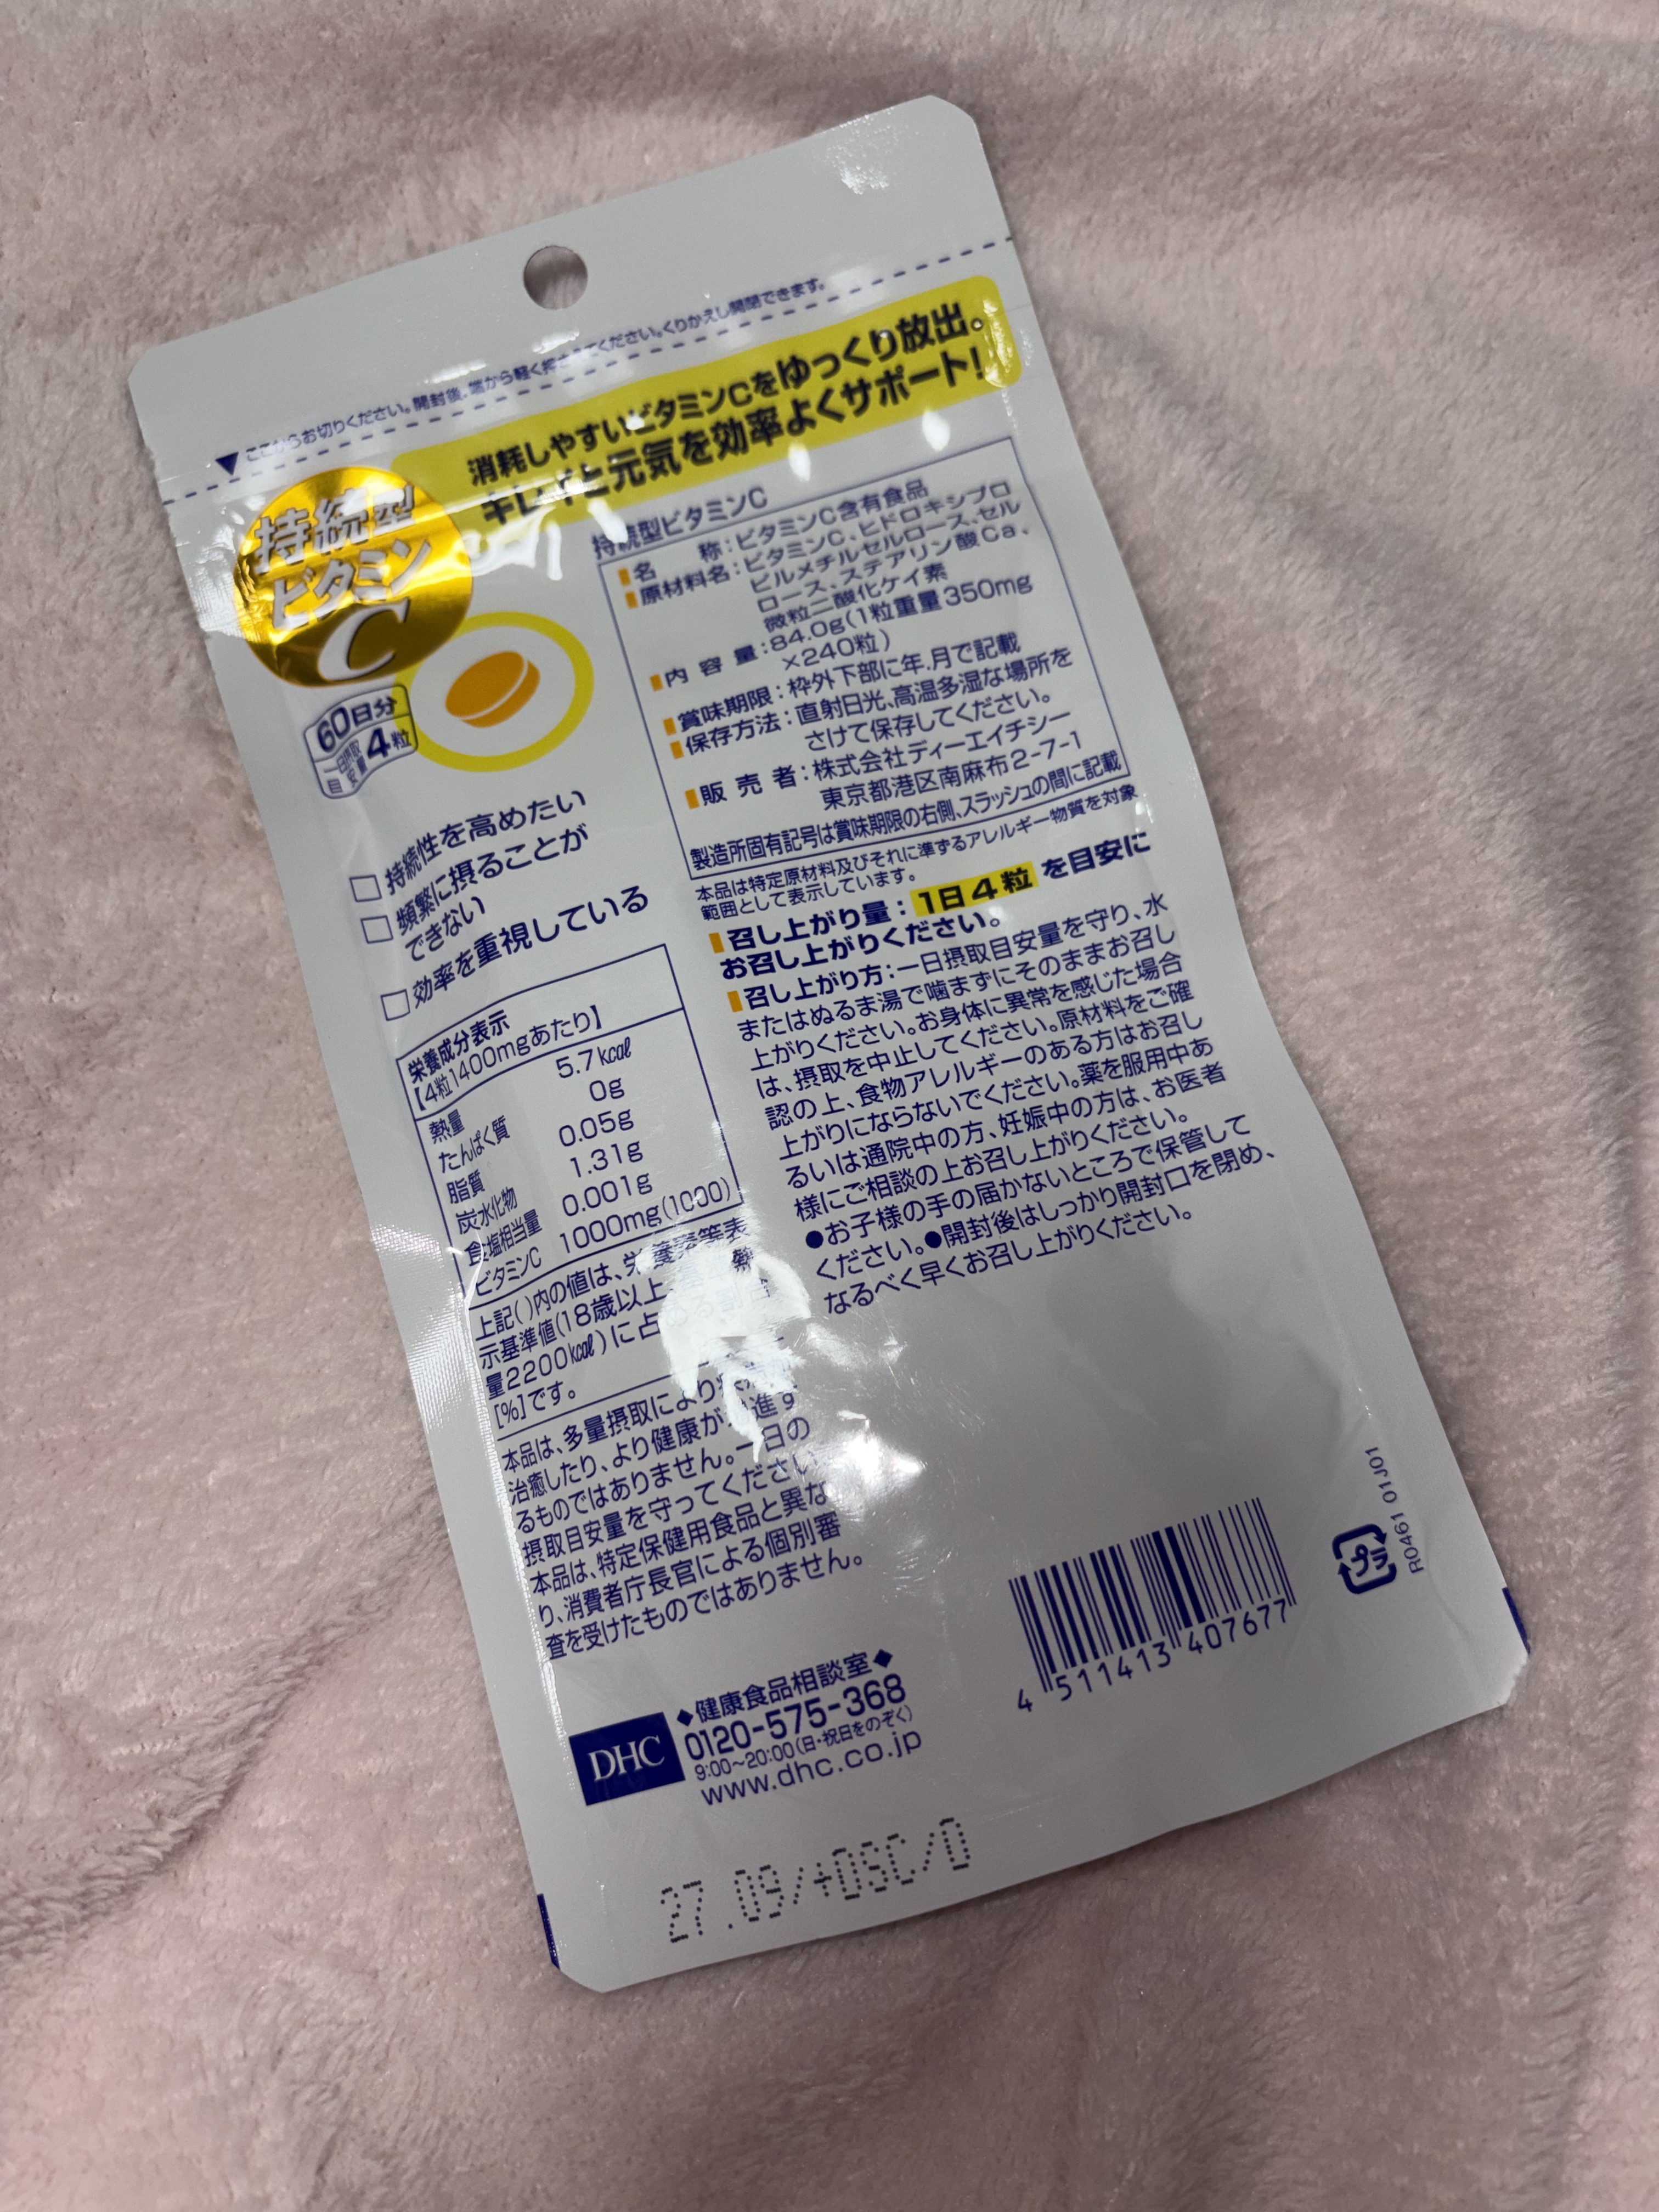 ▼ここからお切りください。開封後、端から軽く押さえてください。くりかえし開閉できます。
消耗しやすいビタミンCをゆっくり放出。
キレイと元気を効率よくサポート!
持続型
ビタミン
C
60日分
一日摂取目安量4粒
□ 持続性を高めたい
□ 頻繁に摂ることが
できない
□ 効率を重視している
栄養成分表示
【4粒1400mgあたり】
熱量 5.7kcal
たんぱく質 0g
脂質 0.05g
炭水化物 1.31g
食塩相当量 0.001g
ビタミンC 1000mg(1000)
上記( )内の値は、栄養素等表
示基準値(18歳以上 熱
量2200kcal)に占める割合
[%]です。
本品は、多量摂取により
治癒したり、より健康が増進す
るものではありません。一日の
摂取目安量を守ってください。
本品は、特定保健用食品と異な
り、消費者庁長官による個別審
査を受けたものではありません。
持続型ビタミンC
名称:ビタミンC含有食品
原材料名:ビタミンC、ヒドロキシプロ
ピルメチルセルロース、セル
ロース、ステアリン酸Ca、
微粒二酸化ケイ素
内容量:84.0g(1粒重量350mg
×240粒)
賞味期限:枠外下部に年.月で記載
保存方法:直射日光、高温多湿な場所を
さけて保存してください。
販売者:株式会社ディーエイチシー
東京都港区南麻布2-7-1
製造所固有記号は賞味期限の右側、スラッシュの間に記載
本品は特定原材料及びそれに準ずるアレルギー物質を対象
範囲として表示しています。
召し上がり量:1日4粒を目安に
お召し上がりください。
召し上がり方:一日摂取目安量を守り、水
またはぬるま湯で噛まずにそのままお召し
上がりください。お身体に異常を感じた場合
は、摂取を中止してください。原材料をご確
認の上、食物アレルギーのある方はお召し
上がりにならないでください。薬を服用中あ
るいは通院中の方、妊娠中の方は、お医者
様にご相談の上お召し上がりください。
●お子様の手の届かないところで保管して
ください。●開封後はしっかり開封口を閉め、
なるべく早くお召し上がりください。
DHC
◆健康食品相談室◆
0120-575-368
9:00~20:00(日・祝日をのぞく)
www.dhc.co.jp
4 511413 407677
プラ
R0461 01J01
27.09/+OSC/O